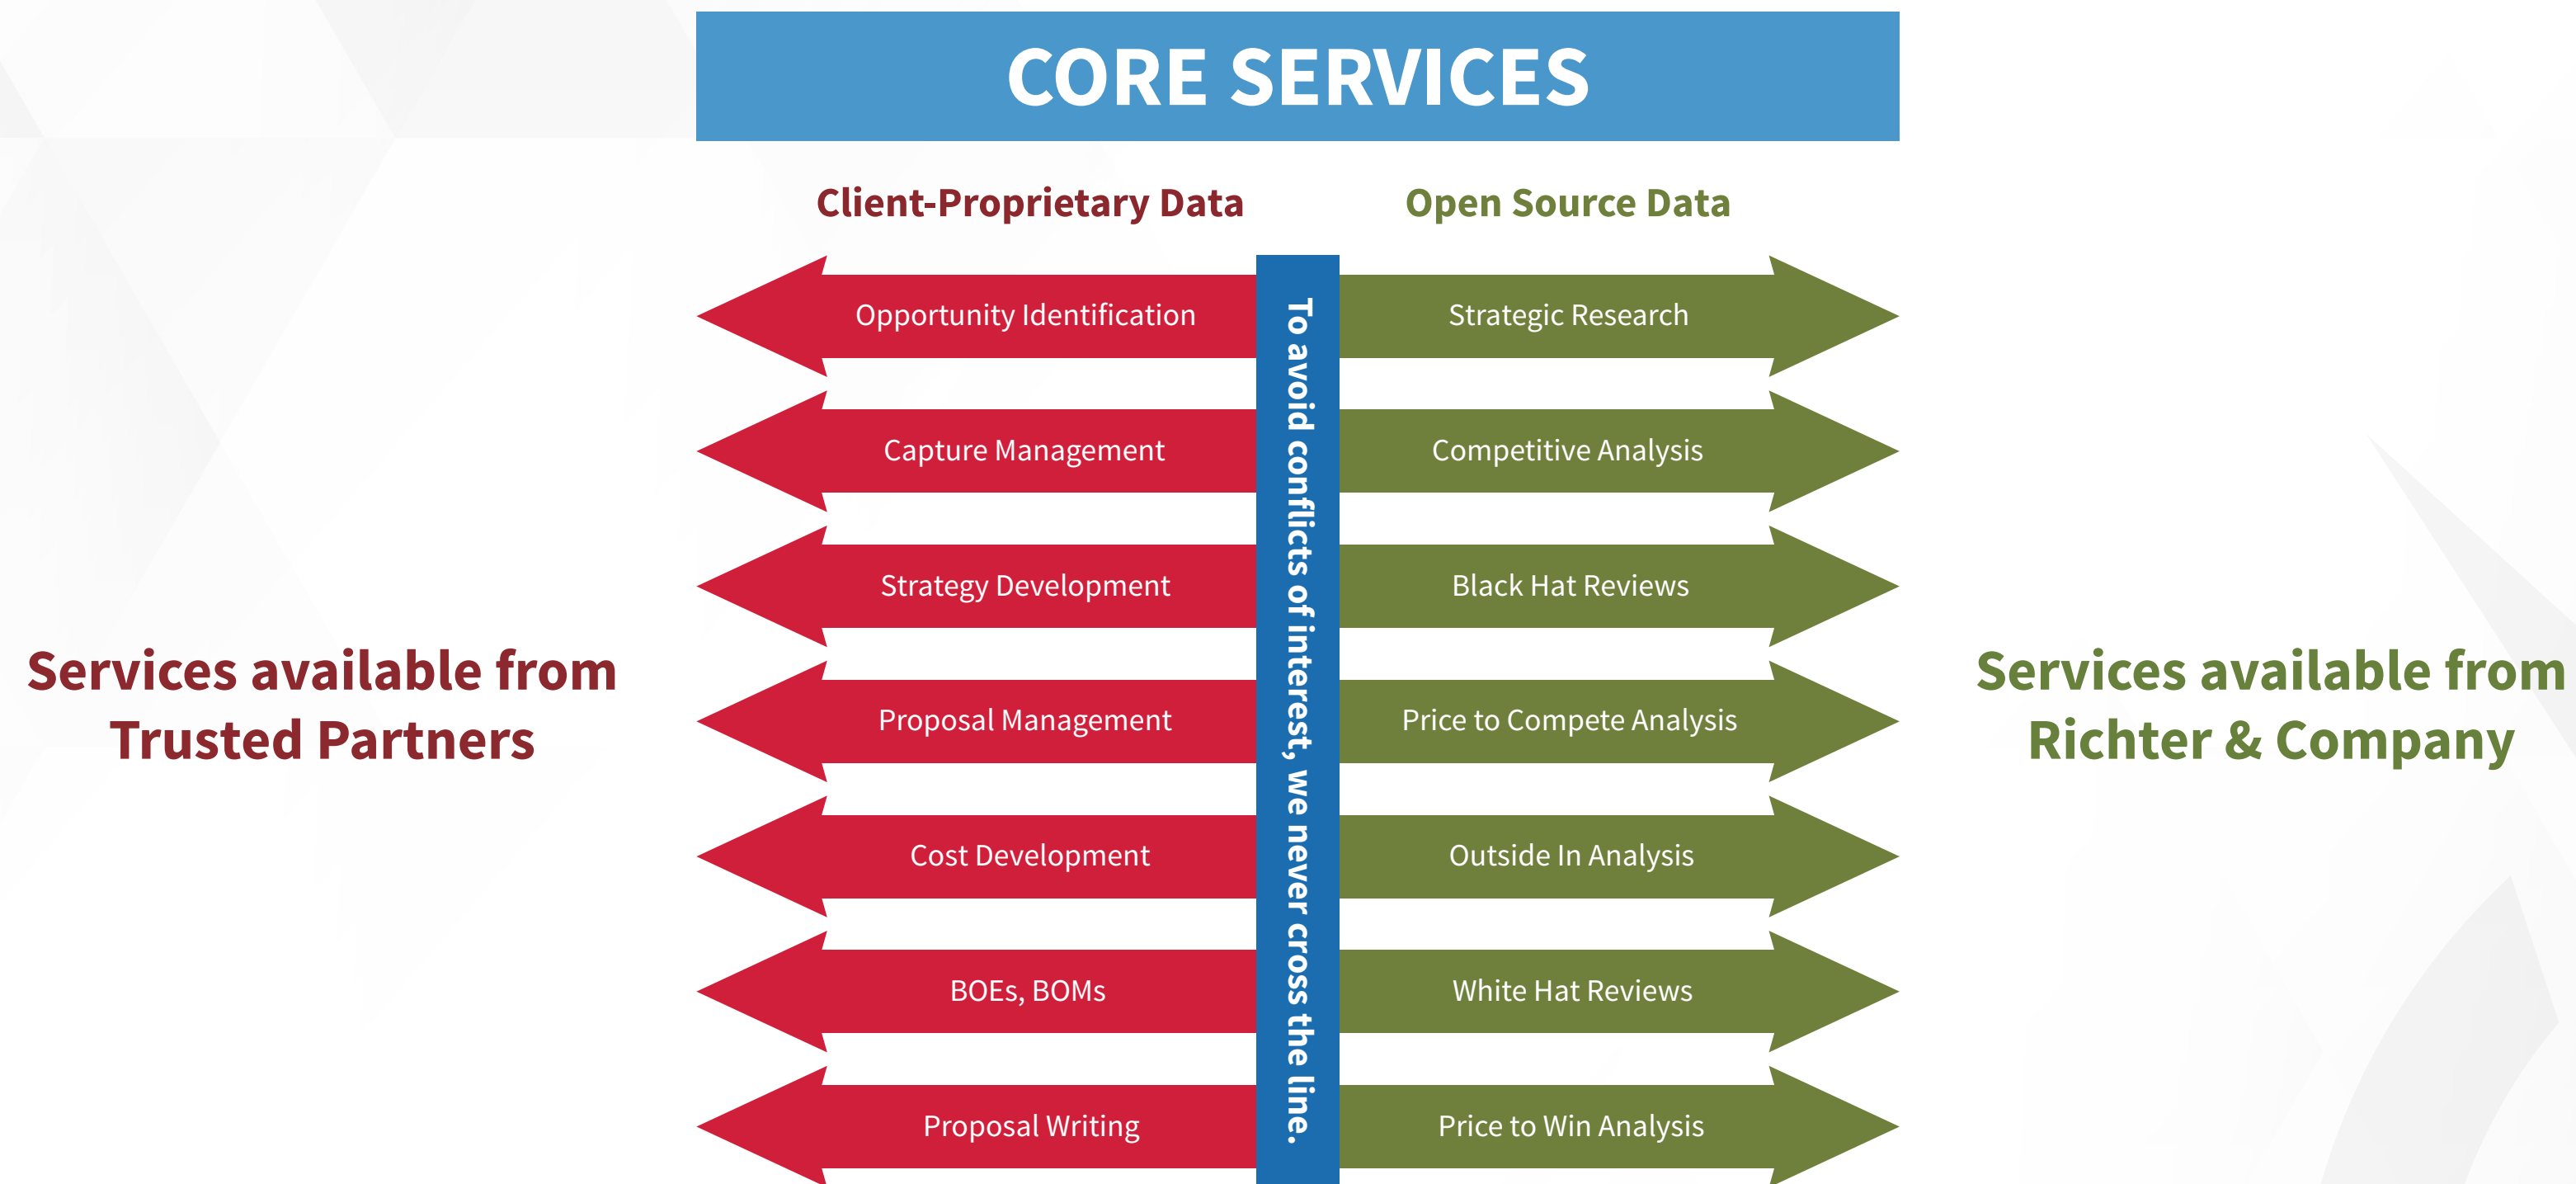 CORE SERVICES
Client-Proprietary Data
Open Source Data
Opportunity Identification
Strategic Research
Capture Management
Competitive Analysis
Strategy Development
Black Hat Reviews
Proposal Management
Price to Compete Analysis
Cost Development
Outside In Analysis
BOEs, BOMs
White Hat Reviews
Proposal Writing
Price to Win Analysis
To avoid conflicts of interest, we never cross the line.
Services available from
Trusted Partners
Services available from
Richter & Company